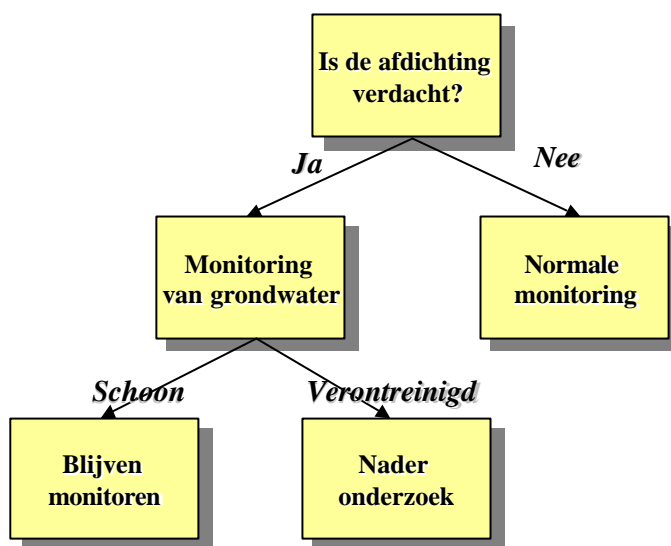 Is de afdichting
verdacht?
Ja
Nee
Monitoring
van grondwater
Normale
monitoring
Schoon
Verontreinigd
Blijven
monitoren
Nader
onderzoek